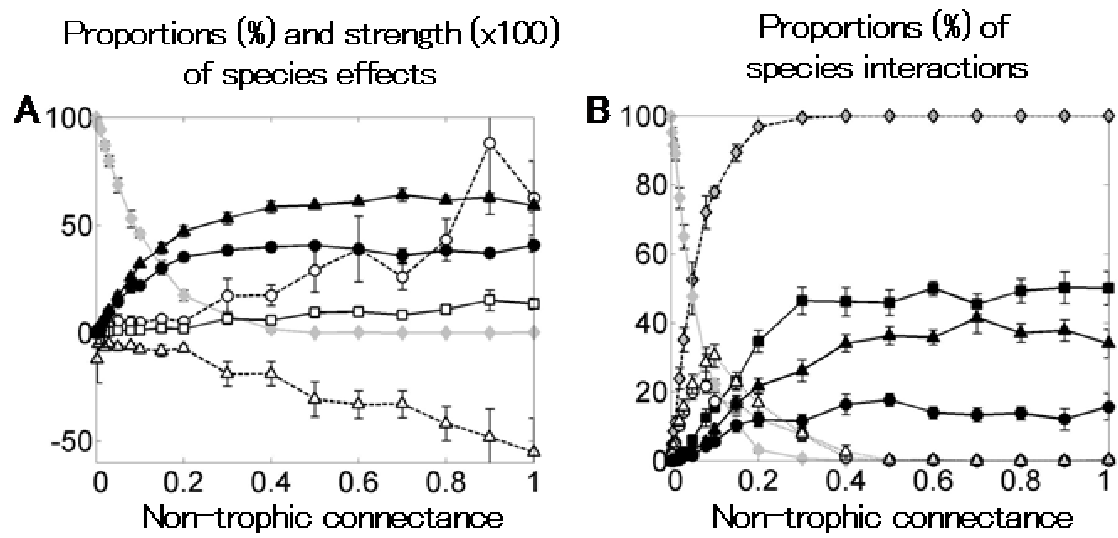 Proportions (%) and strength (x100)
of species effects
Proportions (%) of
species interactions
A
100
50
0
-50
0 0.2 0.4 0.6 0.8 1
Non-trophic connectance
B
100
80
60
40
20
0
0 0.2 0.4 0.6 0.8 1
Non-trophic connectance